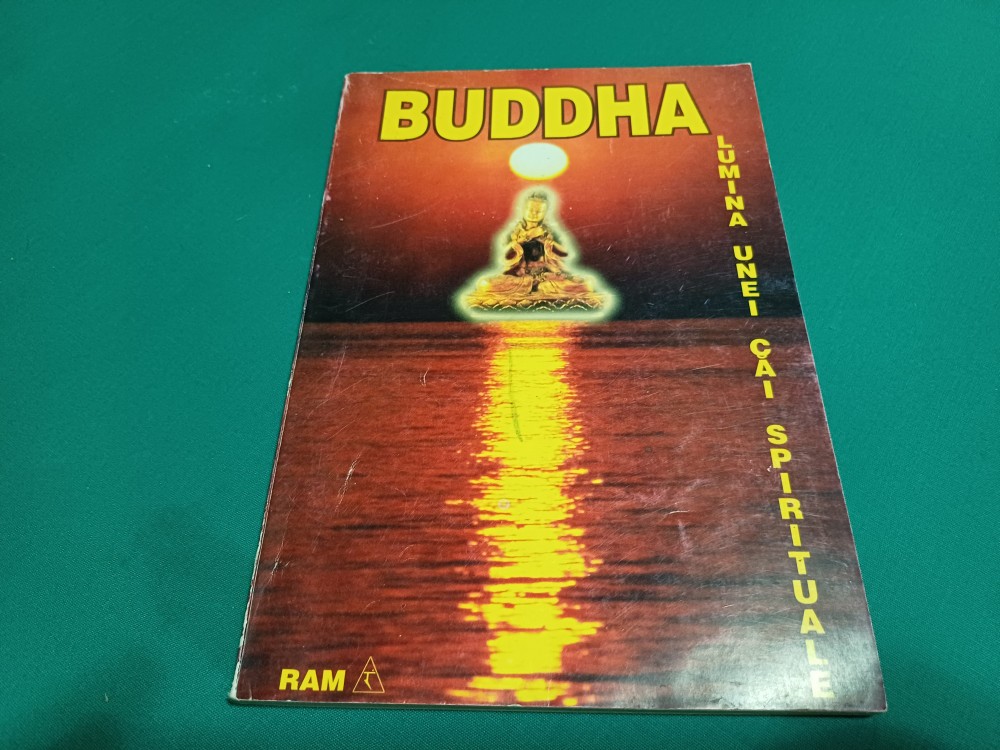 BUDDHA
LUMINA UNEI CĂI SPIRITUALE
RAM